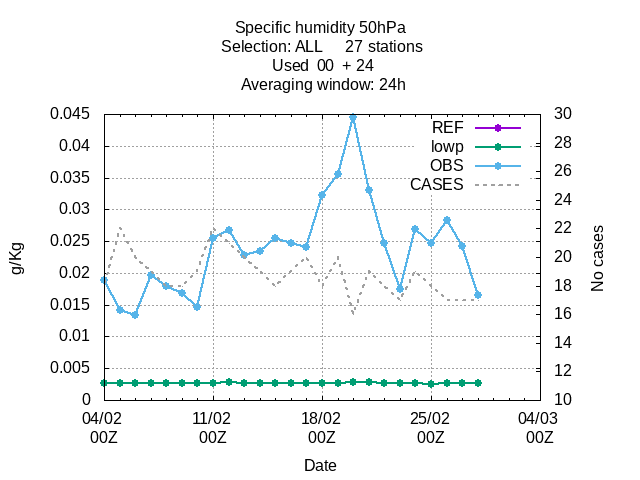 Specific humidity 50hPa
Selection: ALL 27 stations
Used 00 + 24
Averaging window: 24h
0.045
0.04
0.035
0.03
0.025
0.02
0.015
0.01
0.005
0
g/Kg
30
28
26
24
22
20
18
16
14
12
10
No cases
REF
lowp
OBS
CASES
04/02 11/02 18/02 25/02 04/03
00Z 00Z 00Z 00Z 00Z
Date